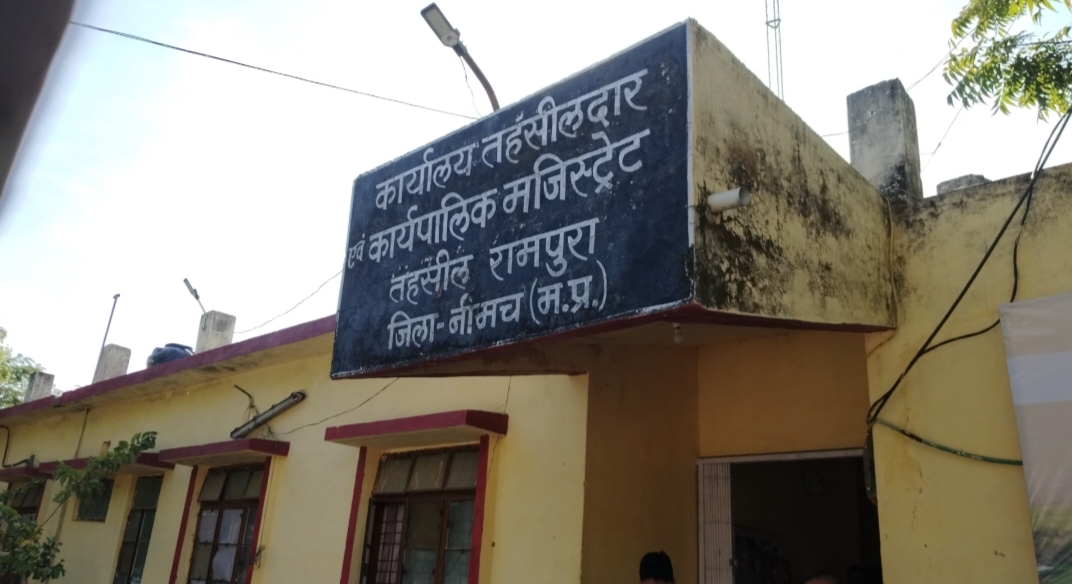 कार्यालय तहसीलदार
एवं कार्यपालिक मजिस्ट्रेट
तहसील रामपुरा
जिला-नीमच (म.प्र.)